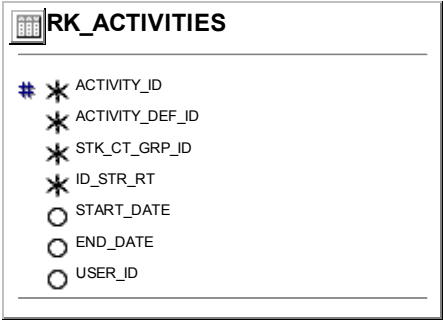 RK_ACTIVITIES
# * ACTIVITY_ID
* ACTIVITY_DEF_ID
* STK_CT_GRP_ID
* ID_STR_RT
○ START_DATE
○ END_DATE
○ USER_ID